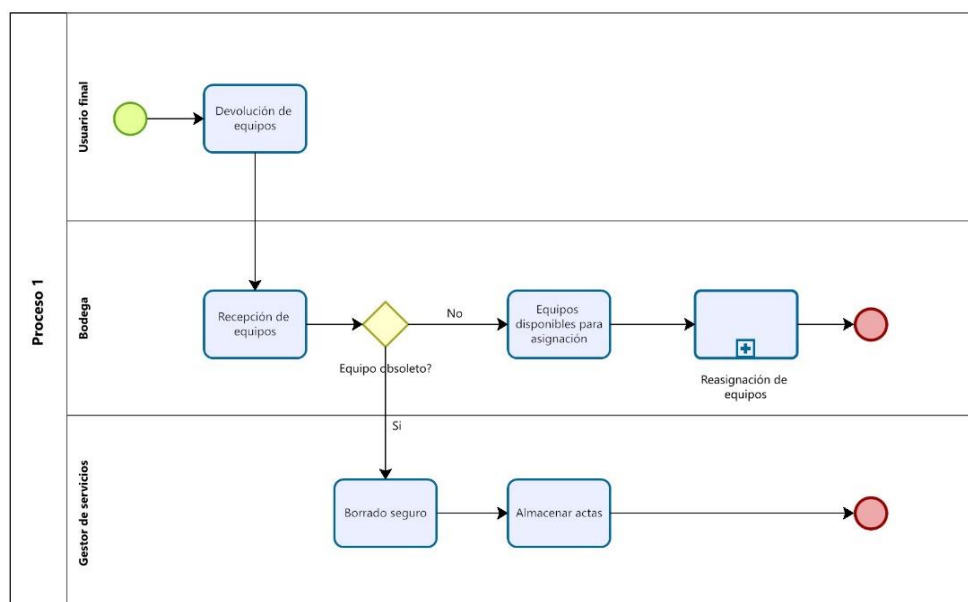 Proceso 1
Usuario final
Devolución de
equipos
Bodega
Recepción de
equipos
Equipo obsoleto?
No
Equipos
disponibles para
asignación
Reasignación de
equipos
Gestor de servicios
Si
Borrado seguro
Almacenar actas